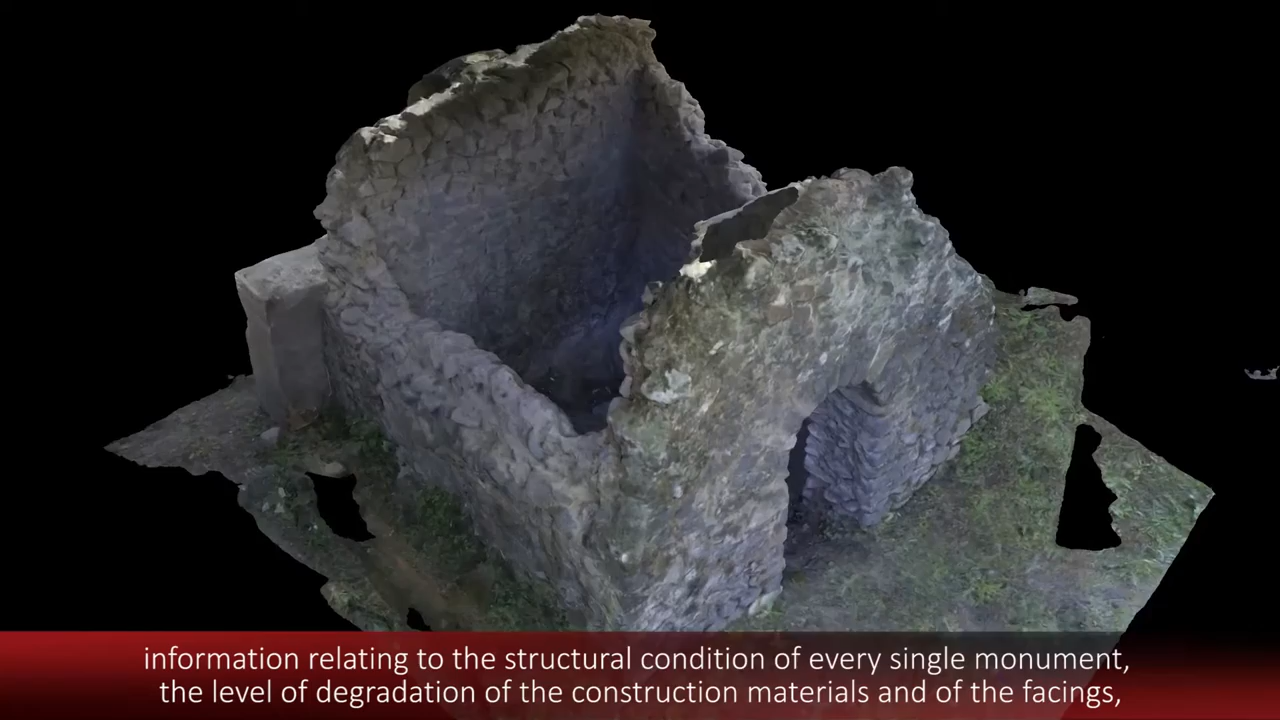 information relating to the structural condition of every single monument,
the level of degradation of the construction materials and of the facings,